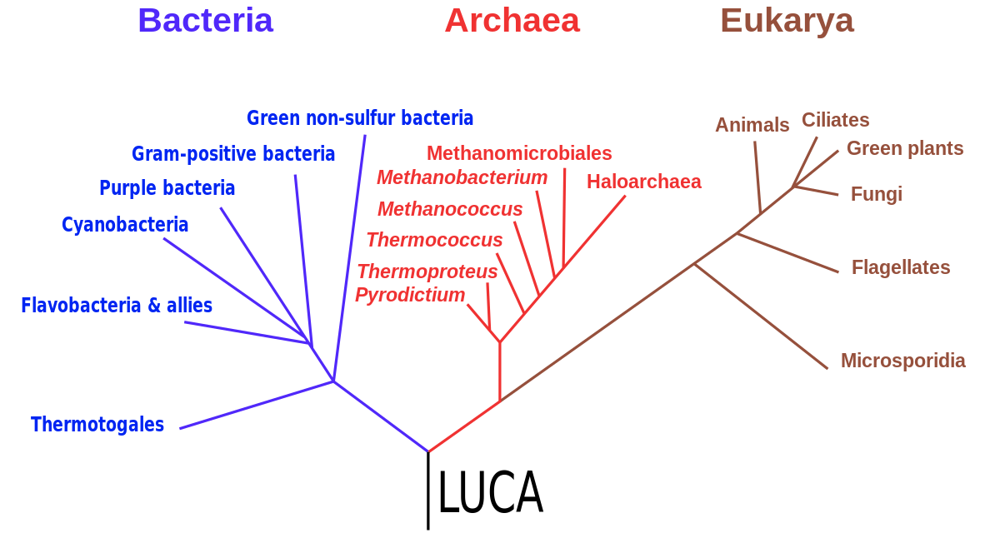 Bacteria
Archaea
Eukarya
Green non-sulfur bacteria
Gram-positive bacteria
Purple bacteria
Cyanobacteria
Flavobacteria & allies
Thermotogales
Methanomicrobiales
Methanobacterium
Haloarchaea
Methanococcus
Thermococcus
Thermoproteus
Pyrodictium
Animals
Ciliates
Green plants
Fungi
Flagellates
Microsporidia
LUCA